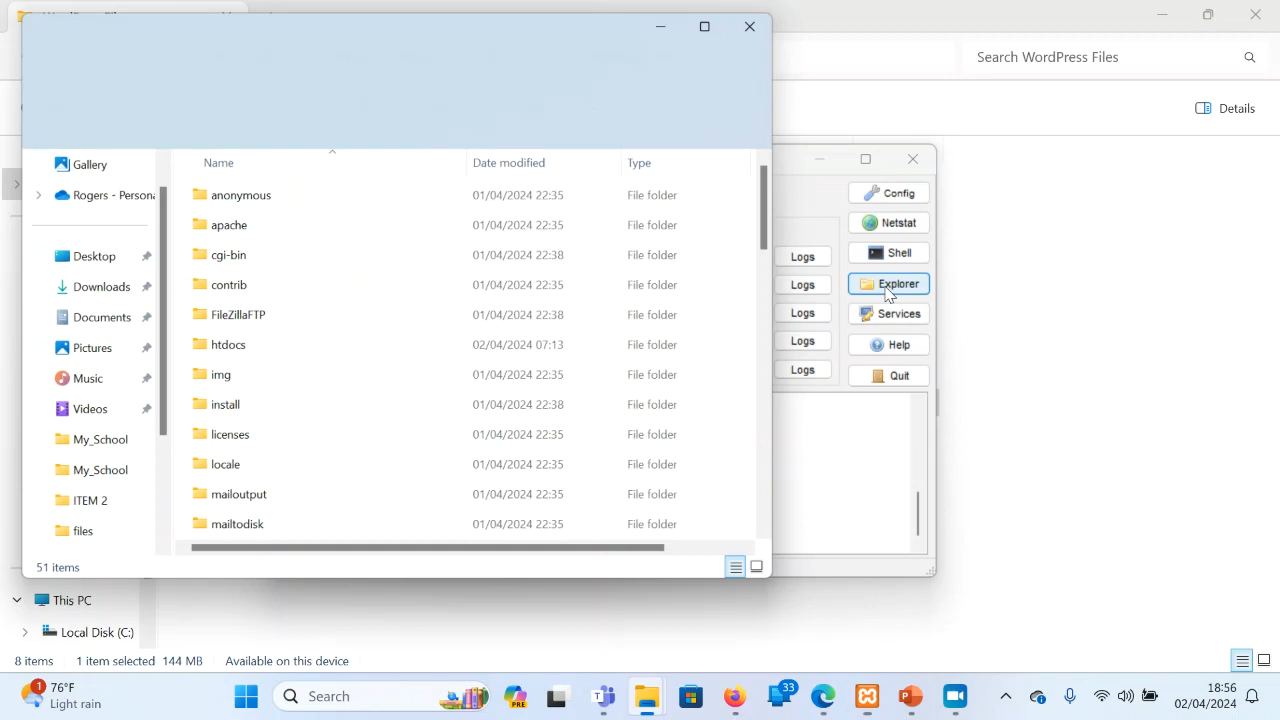 Search WordPress Files
Details
Name Date modified Type
Gallery
Rogers - Persona
Desktop
Downloads
Documents
Pictures
Music
Videos
My_School
My_School
ITEM 2
files
anonymous 01/04/2024 22:35 File folder
apache 01/04/2024 22:35 File folder
cgi-bin 01/04/2024 22:38 File folder
contrib 01/04/2024 22:35 File folder
FileZillaFTP 01/04/2024 22:38 File folder
htdocs 02/04/2024 07:13 File folder
img 01/04/2024 22:35 File folder
install 01/04/2024 22:38 File folder
licenses 01/04/2024 22:35 File folder
locale 01/04/2024 22:35 File folder
mailoutput 01/04/2024 22:35 File folder
mailtodisk 01/04/2024 22:35 File folder
51 items
Config
Netstat
Shell
Explorer
Services
Help
Quit
Logs
Logs
Logs
Logs
Logs
This PC
Local Disk (C:)
8 items 1 item selected 144 MB Available on this device
1
76°F
Light rain
Search
PRE
33
18:56
02/04/2024